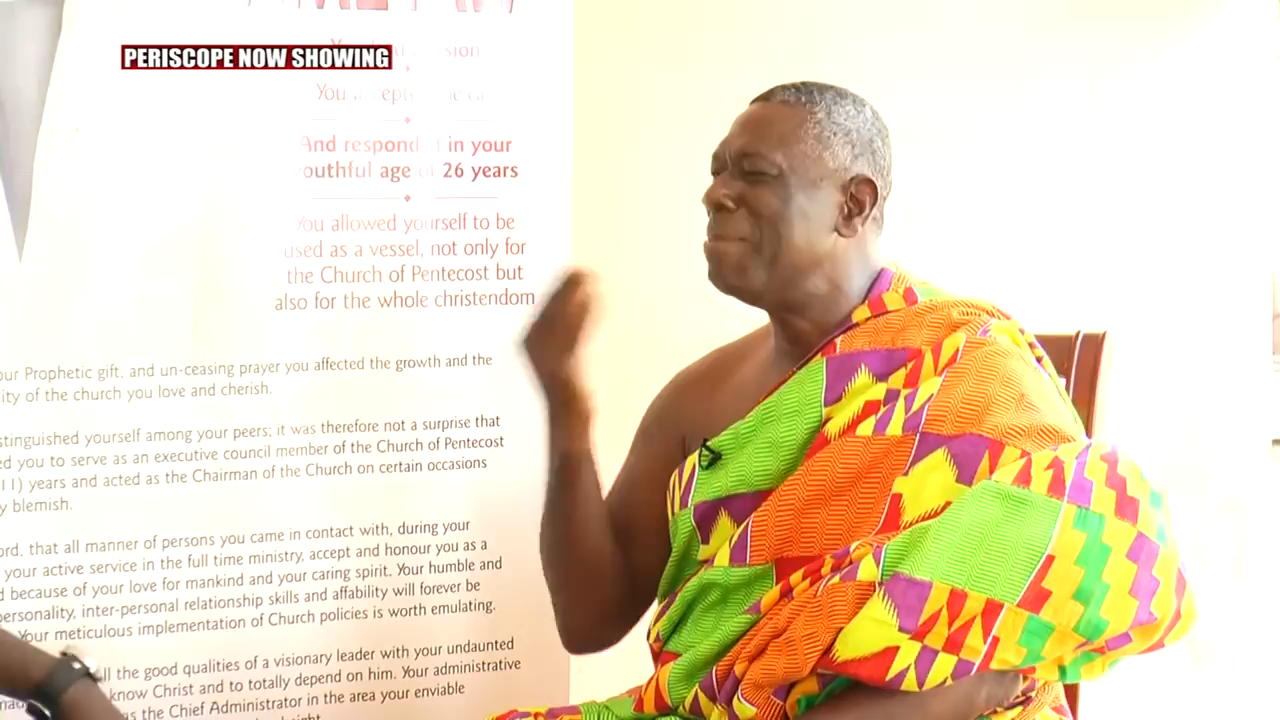 PERISCOPE NOW SHOWING
And respond in your
outhful age 26 years
You allowed yourself to be
used as a vessel, not only for
the Church of Pentecost but
also for the whole christendom
our Prophetic gift, and un-ceasing prayer you affected the growth and the
ity of the church you love and cherish.
stinguished yourself among your peers; it was therefore not a surprise that
ed you to serve as an executive council member of the Church of Pentecost
11) years and acted as the Chairman of the Church on certain occasions
y blemish.
ord, that all manner of persons you came in contact with, during your
your active service in the full time ministry, accept and honour you as a
d because of your love for mankind and your caring spirit. Your humble and
personality, inter-personal relationship skills and affability will forever be
Your meticulous implementation of Church policies is worth emulating.
ll the good qualities of a visionary leader with your undaunted
know Christ and to totally depend on him. Your administrative
as the Chief Administrator in the area your enviable